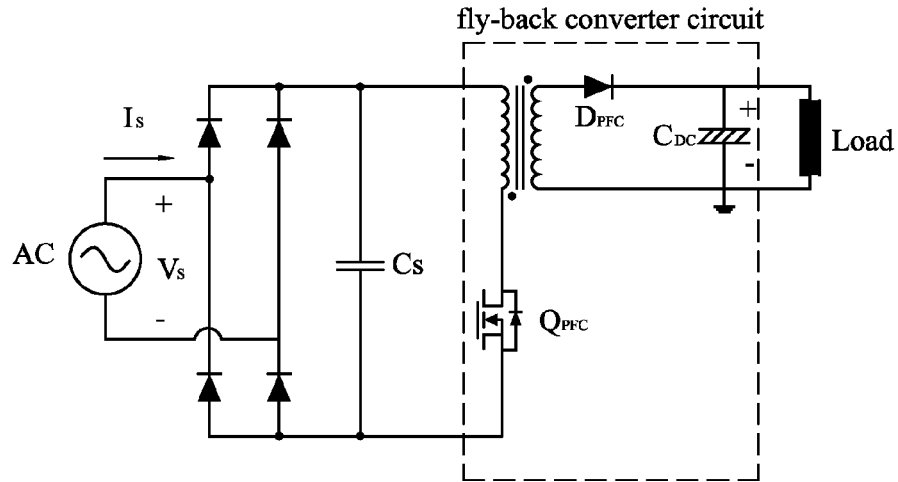 fly-back converter circuit
Is
DPFC
+
CDC
-
Load
+
AC
Vs
-
Cs
QPFC